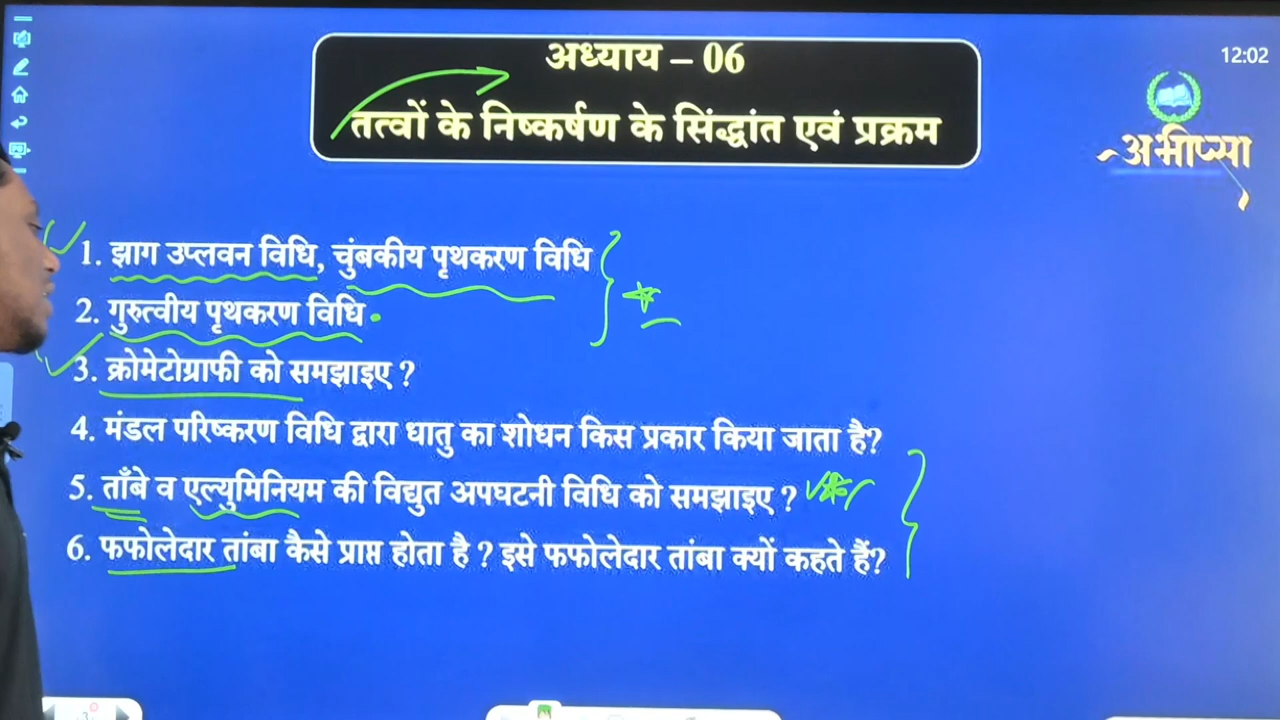 अध्याय – 06
तत्वों के निष्कर्षण के सिंद्धांत एवं प्रक्रम
12:02
अभीप्सा
1. झाग उप्लवन विधि, चुंबकीय पृथकरण विधि
2. गुरुत्वीय पृथकरण विधि
3. क्रोमेटोग्राफी को समझाइए ?
4. मंडल परिष्करण विधि द्वारा धातु का शोधन किस प्रकार किया जाता है?
5. ताँबे व एल्युमिनियम की विद्युत अपघटनी विधि को समझाइए ?
6. फफोलेदार तांबा कैसे प्राप्त होता है ? इसे फफोलेदार तांबा क्यों कहते हैं?